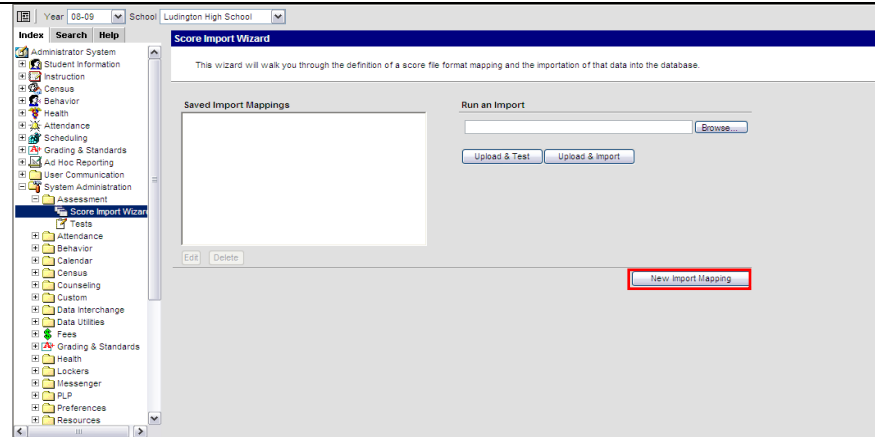 Year 08-09 School Ludington High School
Index Search Help
Administrator System
Student Information
Instruction
Census
Behavior
Health
Attendance
Scheduling
Grading & Standards
Ad Hoc Reporting
User Communication
System Administration
Assessment
Score Import Wizar
Tests
Attendance
Behavior
Calendar
Census
Counseling
Custom
Data Interchange
Data Utilities
Fees
Grading & Standards
Health
Lockers
Messenger
PLP
Preferences
Resources
Score Import Wizard
This wizard will walk you through the definition of a score file format mapping and the importation of that data into the database.
Saved Import Mappings
Edit Delete
Run an Import
Browse...
Upload & Test Upload & Import
New Import Mapping